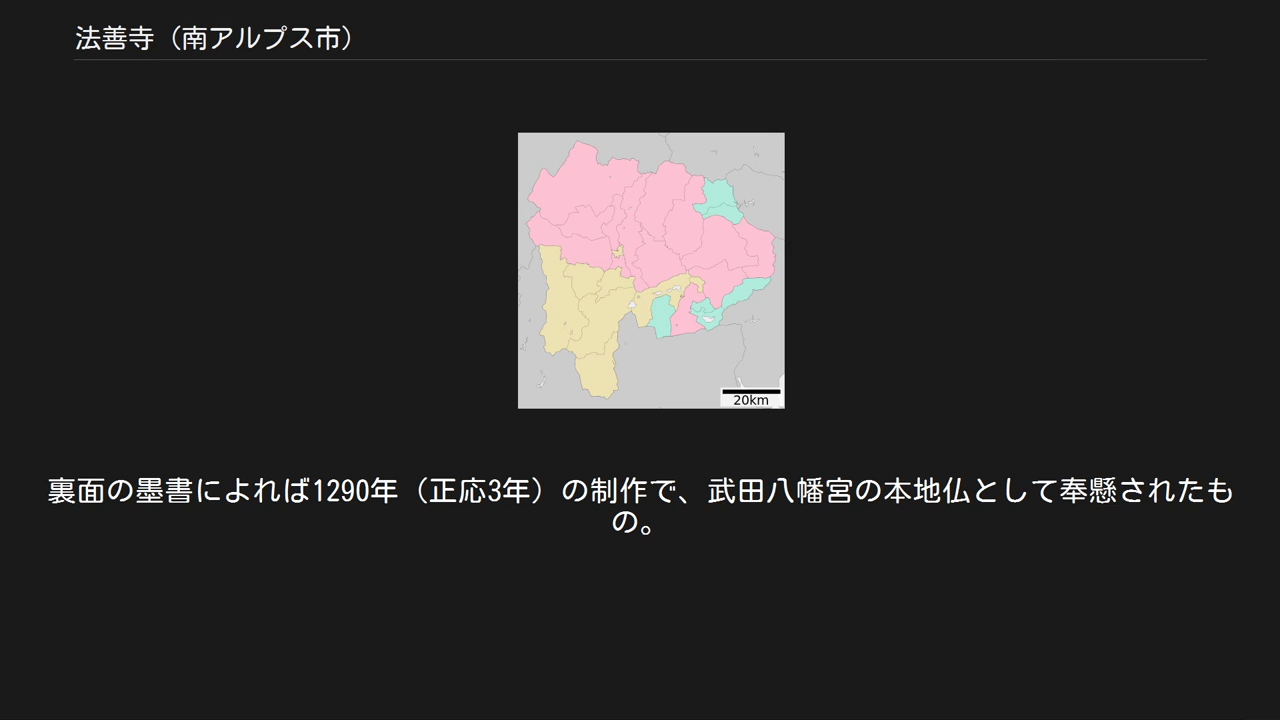 法善寺（南アルプス市）
20km
裏面の墨書によれば1290年（正応3年）の制作で、武田八幡宮の本地仏として奉懸されたも
の。